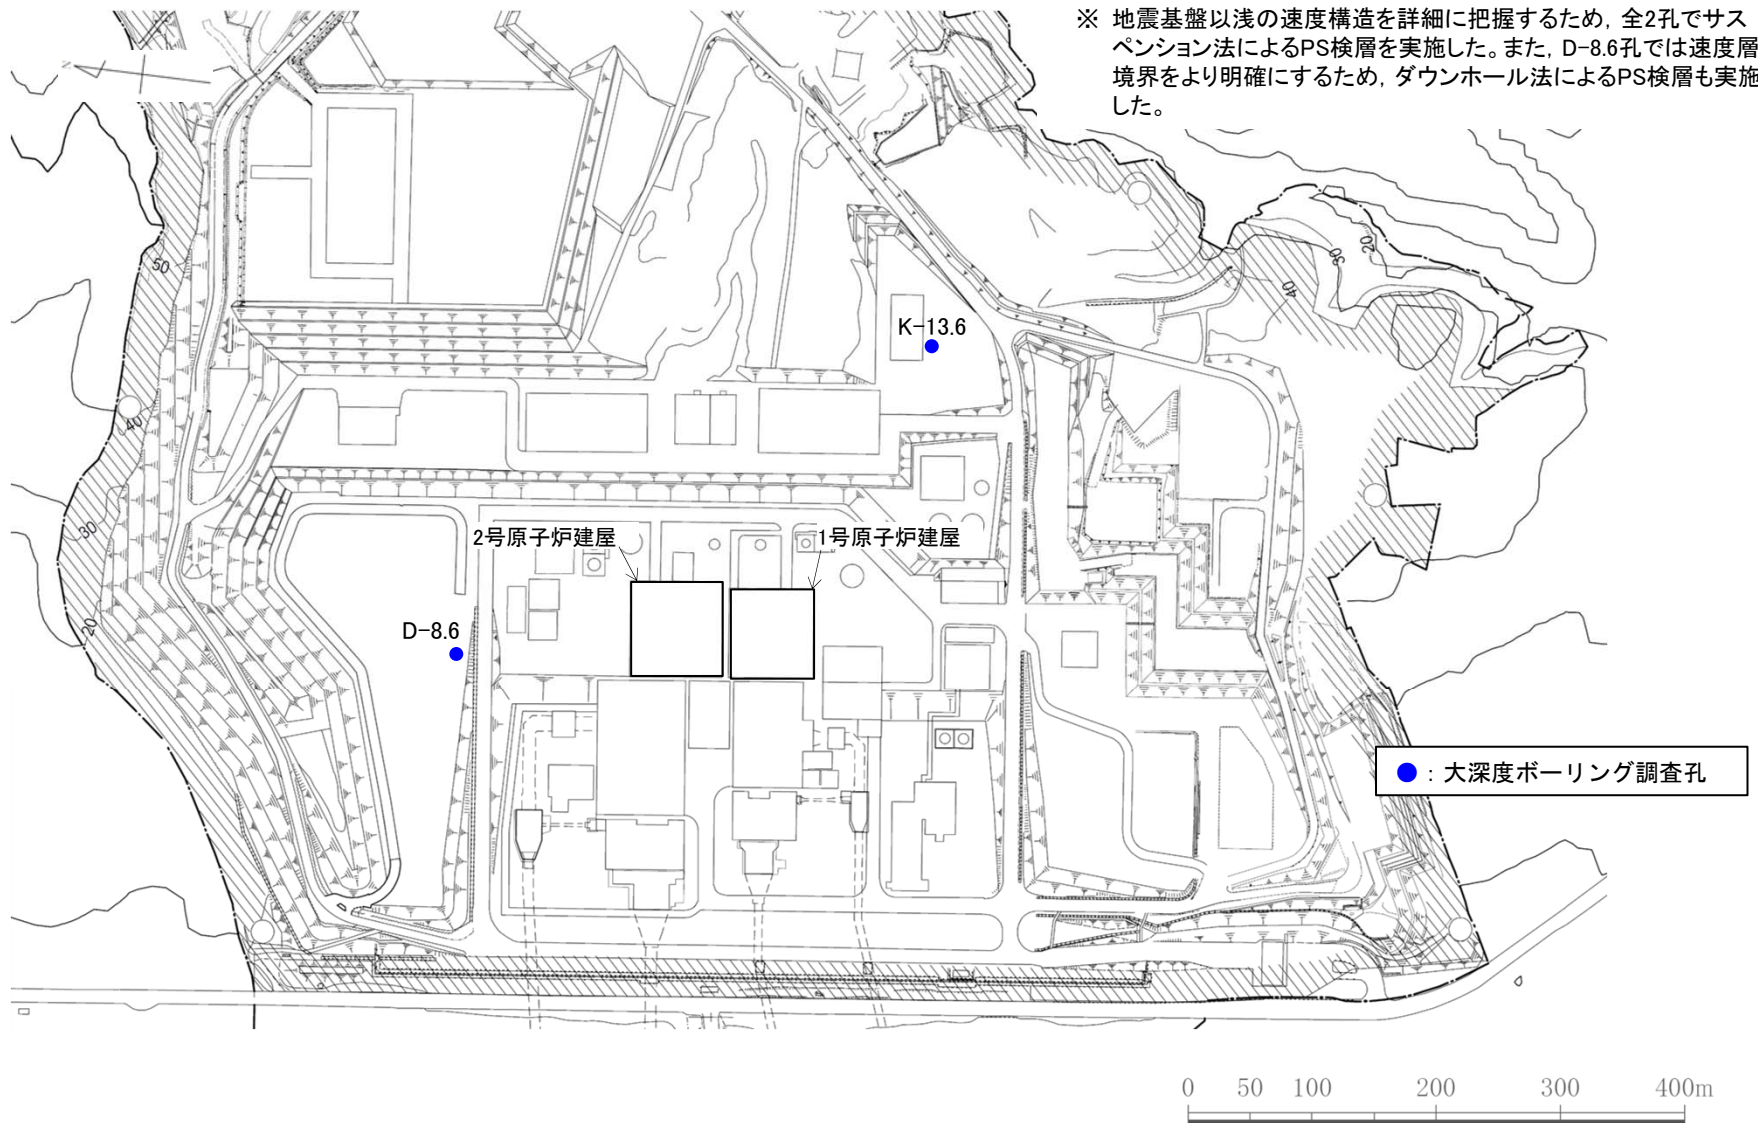 ※ 地震基盤以浅の速度構造を詳細に把握するため，全2孔でサス
ペンション法によるPS検層を実施した。また，D-8.6孔では速度層
境界をより明確にするため，ダウンホール法によるPS検層も実施
した。
50
30
20
40
K-13.6
40
30
2号原子炉建屋
1号原子炉建屋
20
D-8.6
●：大深度ボーリング調査孔
0 50 100 200 300 400m